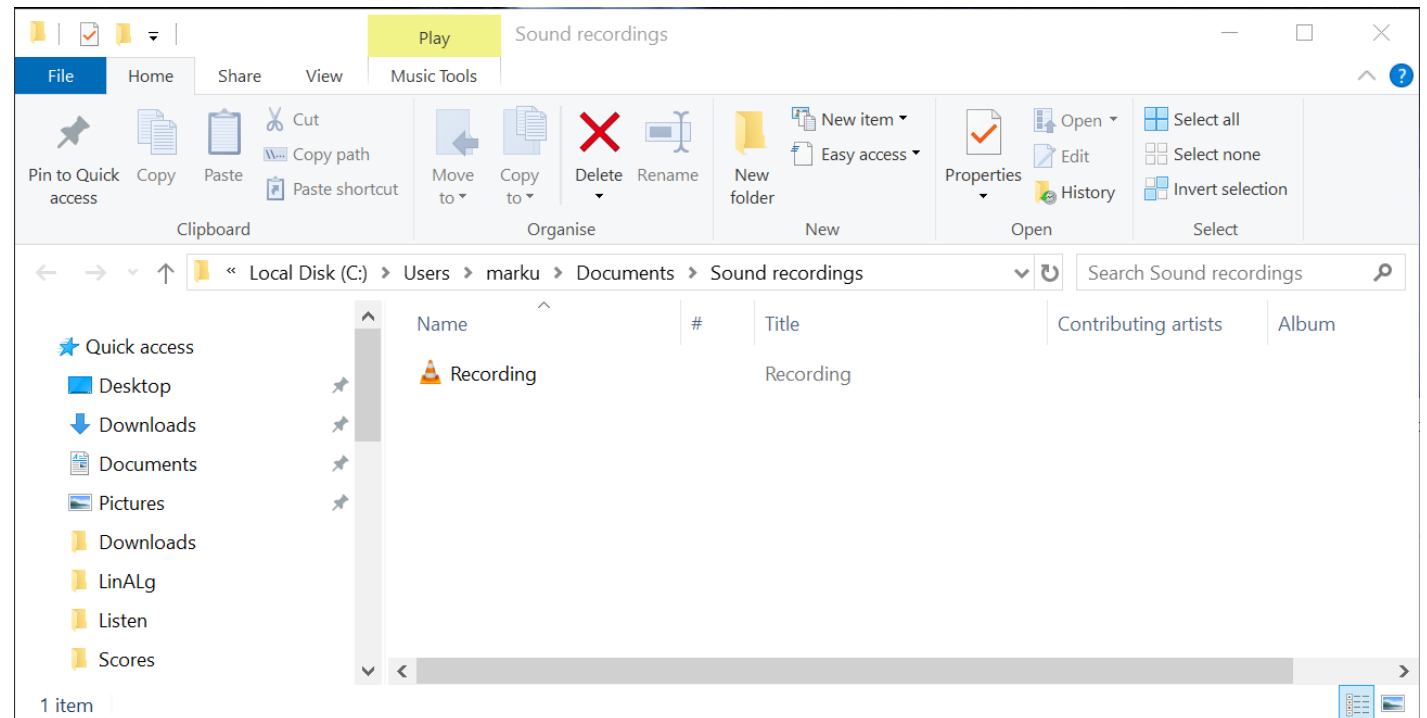 Play Sound recordings
File Home Share View Music Tools
Pin to Quick access
Copy
Paste
Cut
Copy path
Paste shortcut
Clipboard
Move to
Copy to
Delete
Rename
Organise
New folder
New item
Easy access
New
Properties
Open
Edit
History
Open
Select all
Select none
Invert selection
Select
« Local Disk (C:) > Users > marku > Documents > Sound recordings
Search Sound recordings
Name # Title Contributing artists Album
Recording Recording
Quick access
Desktop
Downloads
Documents
Pictures
Downloads
LinALg
Listen
Scores
1 item